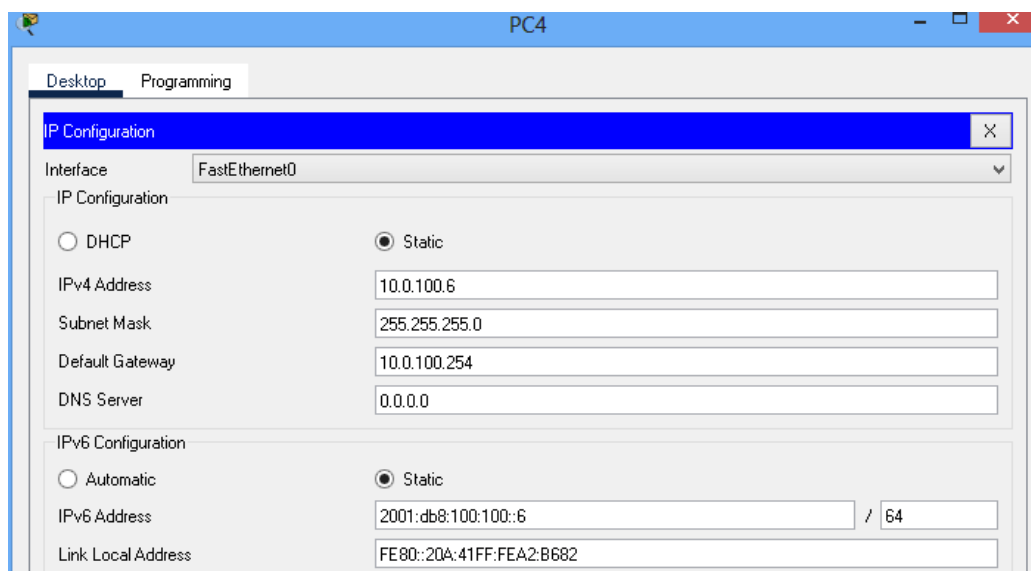 PC4
Desktop Programming
IP Configuration X
Interface FastEthernet0
IP Configuration
DHCP Static
IPv4 Address 10.0.100.6
Subnet Mask 255.255.255.0
Default Gateway 10.0.100.254
DNS Server 0.0.0.0
IPv6 Configuration
Automatic Static
IPv6 Address 2001:db8:100:100::6 / 64
Link Local Address FE80::20A:41FF:FEA2:B682